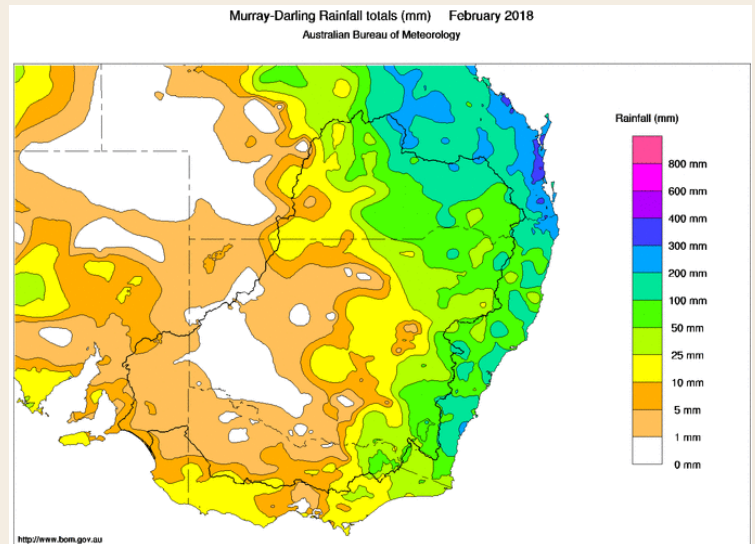 Murray-Darling Rainfall totals (mm) February 2018
Australian Bureau of Meteorology
Rainfall (mm)
800 mm
600 mm
400 mm
300 mm
200 mm
100 mm
50 mm
25 mm
10 mm
5 mm
1 mm
0 mm
http://www.bom.gov.au